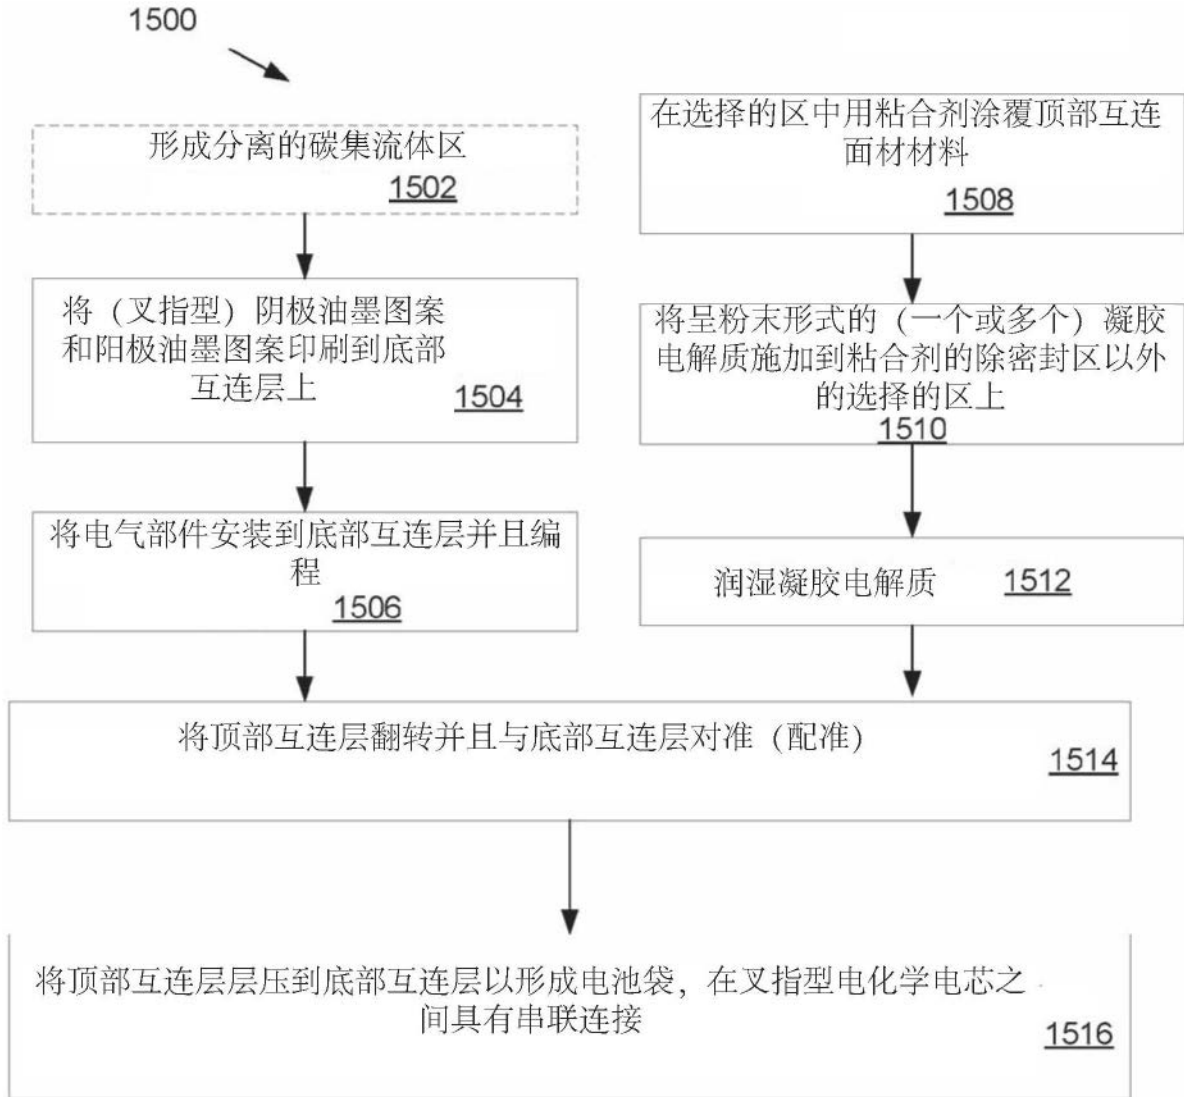 1500
形成分离的碳集流体区
1502
将（叉指型）阴极油墨图案
和阳极油墨图案印刷到底部
互连层上
1504
将电气部件安装到底部互连层并且编
程
1506
在选择的区中用粘合剂涂覆顶部互连
面材材料
1508
将呈粉末形式的（一个或多个）凝胶
电解质施加到粘合剂的除密封区以外
的选择的区上
1510
润湿凝胶电解质
1512
将顶部互连层翻转并且与底部互连层对准（配准）
1514
将顶部互连层层压到底部互连层以形成电池袋，在叉指型电化学电芯之
间具有串联连接
1516